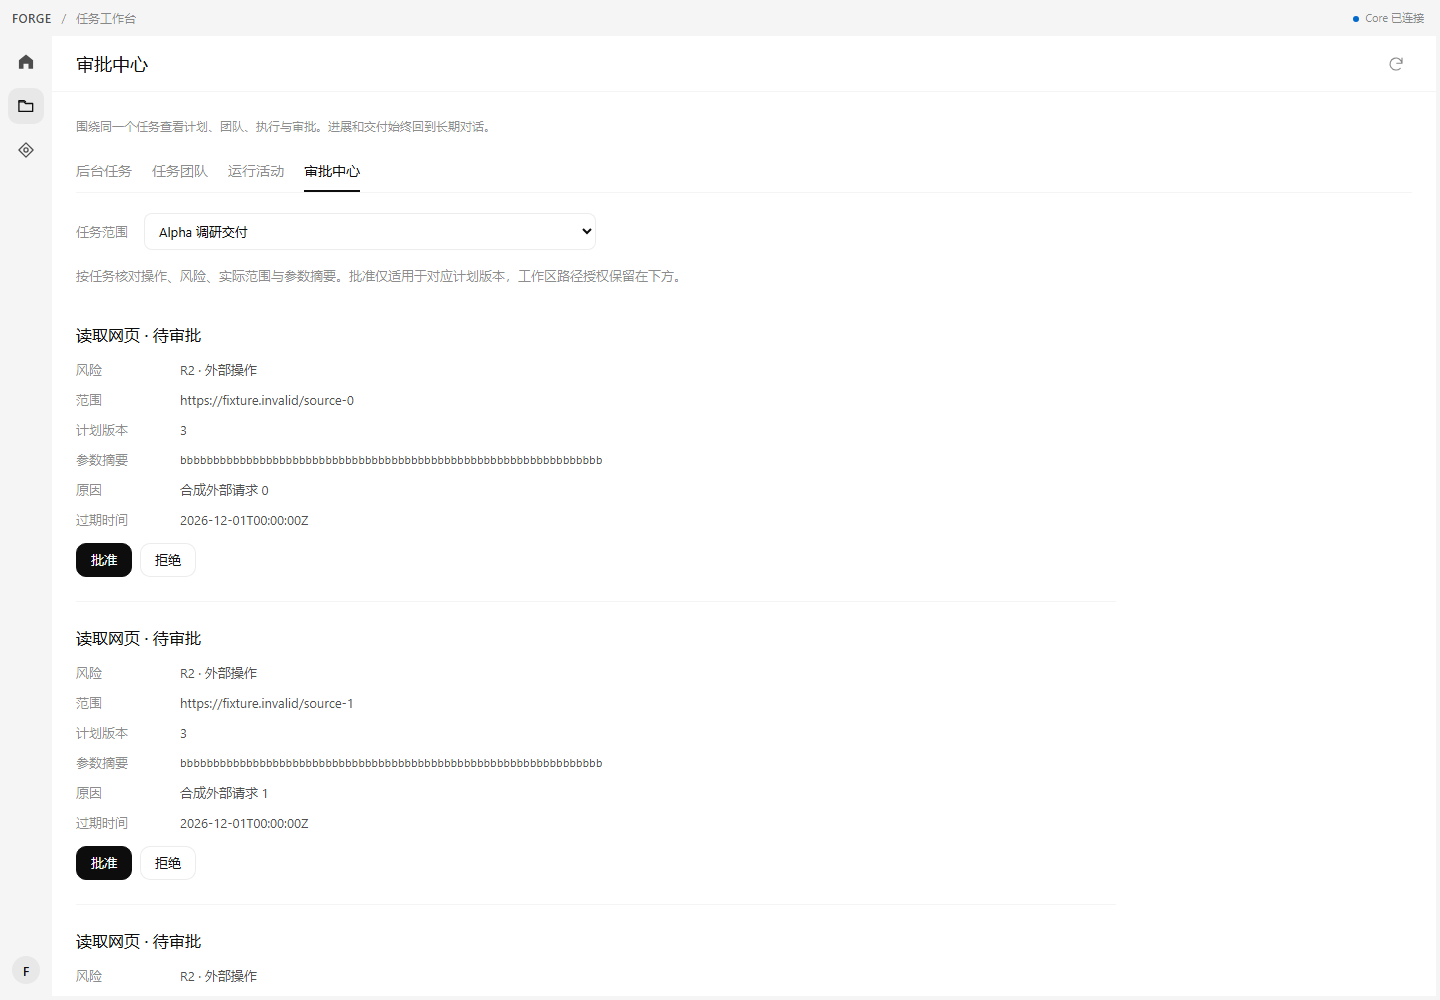 FORGE / 任务工作台
Core 已连接
审批中心
围绕同一个任务查看计划、团队、执行与审批。进展和交付始终回到长期对话。
后台任务 任务团队 运行活动 审批中心
任务范围 Alpha 调研交付
按任务核对操作、风险、实际范围与参数摘要。批准仅适用于对应计划版本，工作区路径授权保留在下方。
读取网页 · 待审批
风险 R2 · 外部操作
范围 https://fixture.invalid/source-0
计划版本 3
参数摘要 bbbbbbbbbbbbbbbbbbbbbbbbbbbbbbbbbbbbbbbbbbbbbbbbbbbbbbbbbbbbbbbb
原因 合成外部请求 0
过期时间 2026-12-01T00:00:00Z
批准 拒绝
读取网页 · 待审批
风险 R2 · 外部操作
范围 https://fixture.invalid/source-1
计划版本 3
参数摘要 bbbbbbbbbbbbbbbbbbbbbbbbbbbbbbbbbbbbbbbbbbbbbbbbbbbbbbbbbbbbbbbb
原因 合成外部请求 1
过期时间 2026-12-01T00:00:00Z
批准 拒绝
读取网页 · 待审批
风险 R2 · 外部操作
F